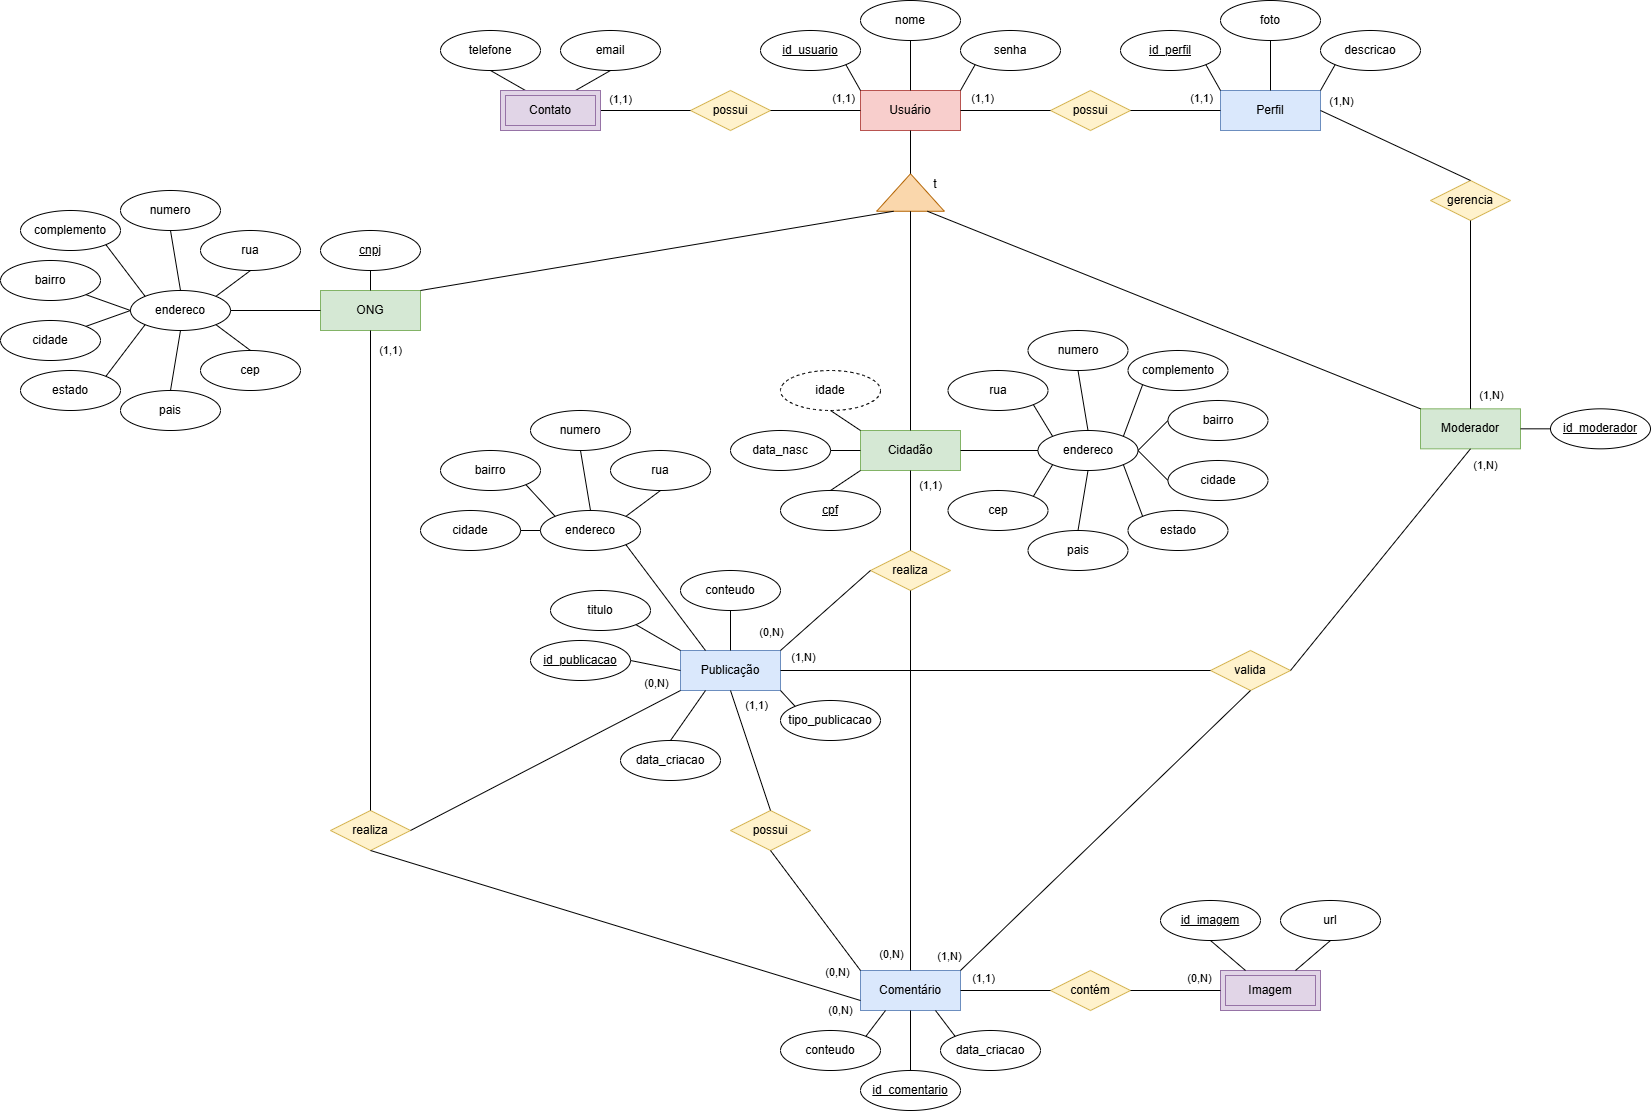 nome
foto
telefone
email
id_usuario
senha
id_perfil
descricao
(1,1)
(1,1)
(1,1)
(1,1)
(1,N)
Contato
possui
Usuário
possui
Perfil
t
gerencia
numero
complemento
rua
cnpj
bairro
endereco
ONG
cidade
(1,1)
estado
cep
pais
numero
complemento
idade
rua
(1,N)
bairro
Moderador
id_moderador
data_nasc
Cidadão
endereco
(1,N)
cidade
(1,1)
cpf
cep
estado
pais
numero
bairro
rua
cidade
endereco
realiza
conteudo
titulo
(0,N)
(1,N)
id_publicacao
Publicação
valida
(0,N)
(1,1)
tipo_publicacao
data_criacao
realiza
possui
id_imagem
url
(0,N)
(1,N)
(0,N)
(1,1)
(0,N)
Comentário
contém
Imagem
(0,N)
conteudo
data_criacao
id_comentario